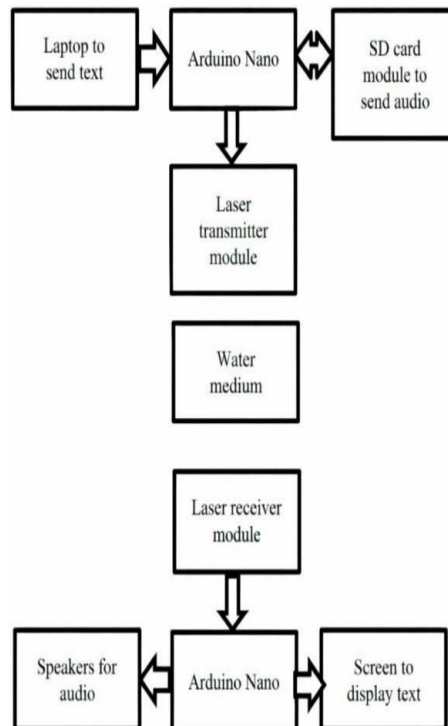 Laptop to
send text
Arduino Nano
SD card
module to
send audio
Laser
transmitter
module
Water
medium
Laser receiver
module
Speakers for
audio
Arduino Nano
Screen to
display text